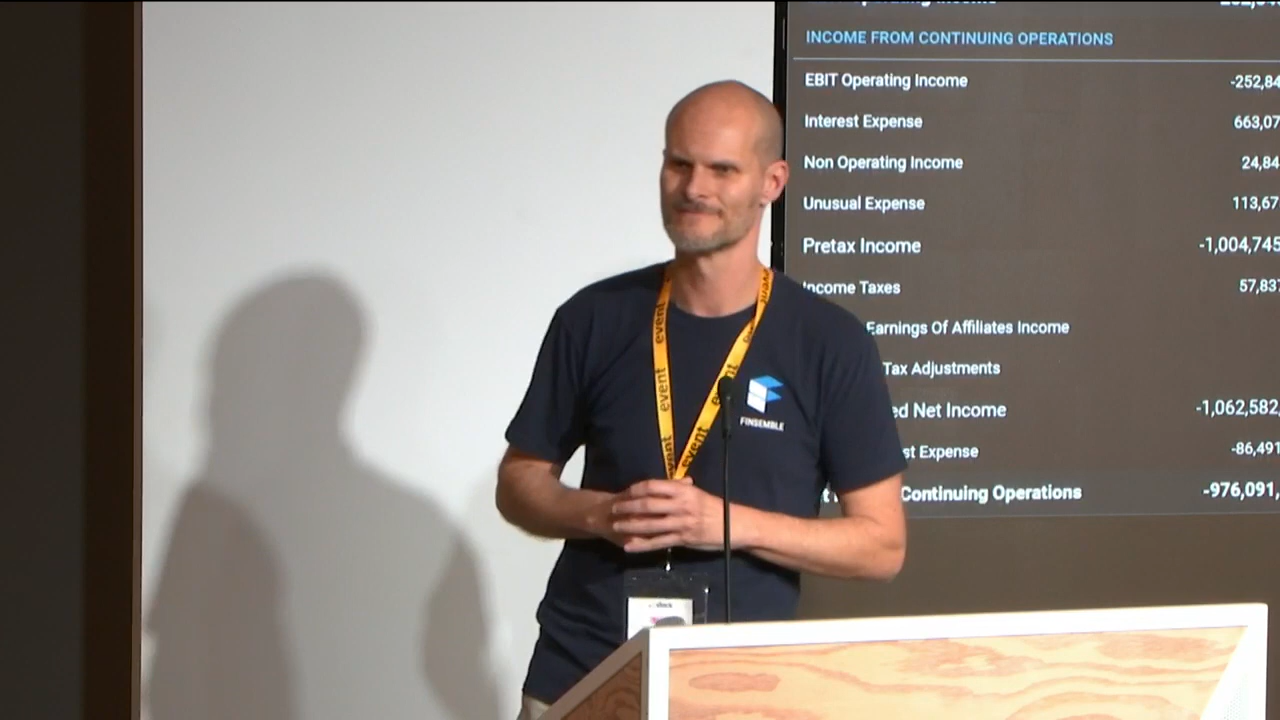 INCOME FROM CONTINUING OPERATIONS
EBIT Operating Income -252,84
Interest Expense 663,07
Non Operating Income 24,84
Unusual Expense 113,67
Pretax Income -1,004,745
Income Taxes 57,837
Earnings Of Affiliates Income
Tax Adjustments
ed Net Income -1,062,582,
st Expense -86,491
Continuing Operations -976,091,
event
event
event
event
FINSEMBLE